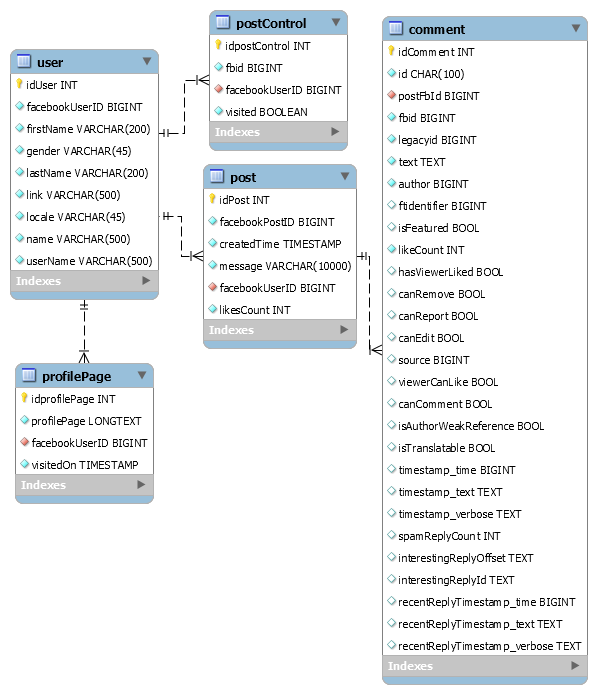 user
idUser INT
facebookUserID BIGINT
firstName VARCHAR(200)
gender VARCHAR(45)
lastName VARCHAR(200)
link VARCHAR(500)
locale VARCHAR(45)
name VARCHAR(500)
userName VARCHAR(500)
Indexes
profilePage
idprofilePage INT
profilePage LONGTEXT
facebookUserID BIGINT
visitedOn TIMESTAMP
Indexes
postControl
idpostControl INT
fbid BIGINT
facebookUserID BIGINT
visited BOOLEAN
Indexes
post
idPost INT
facebookPostID BIGINT
createdTime TIMESTAMP
message VARCHAR(10000)
facebookUserID BIGINT
likesCount INT
Indexes
comment
idComment INT
id CHAR(100)
postFbId BIGINT
fbid BIGINT
legacyid BIGINT
text TEXT
author BIGINT
ftidentifier BIGINT
isFeatured BOOL
likeCount INT
hasViewerLiked BOOL
canRemove BOOL
canReport BOOL
canEdit BOOL
source BIGINT
viewerCanLike BOOL
canComment BOOL
isAuthorWeakReference BOOL
isTranslatable BOOL
timestamp_time BIGINT
timestamp_text TEXT
timestamp_verbose TEXT
spamReplyCount INT
interestingReplyOffset TEXT
interestingReplyId TEXT
recentReplyTimestamp_time BIGINT
recentReplyTimestamp_text TEXT
recentReplyTimestamp_verbose TEXT
Indexes